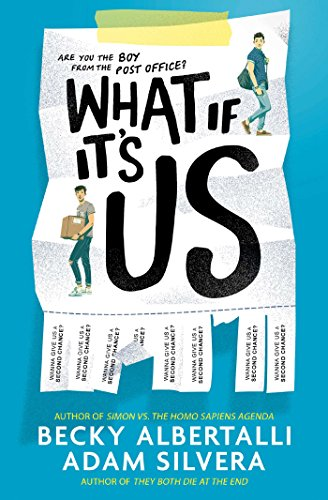 ARE YOU THE BOY
FROM THE POST OFFICE?
WHAT IF
IT'S
US
WANNA GIVE US A
SECOND CHANCE?
WANNA GIVE US A
SECOND CHANCE?
WANNA GIVE US A
SECOND CHANCE?
CHANCE?
WANNA GIVE US A
SECOND CHANCE?
WANNA GIVE US A
SECOND CHANCE?
WANNA GIVE US A
SECOND CHANCE?
WANNA GIVE US A
SECOND CHANCE?
AUTHOR OF SIMON VS. THE HOMO SAPIENS AGENDA
BECKY ALBERTALLI
ADAM SILVERA
AUTHOR OF THEY BOTH DIE AT THE END